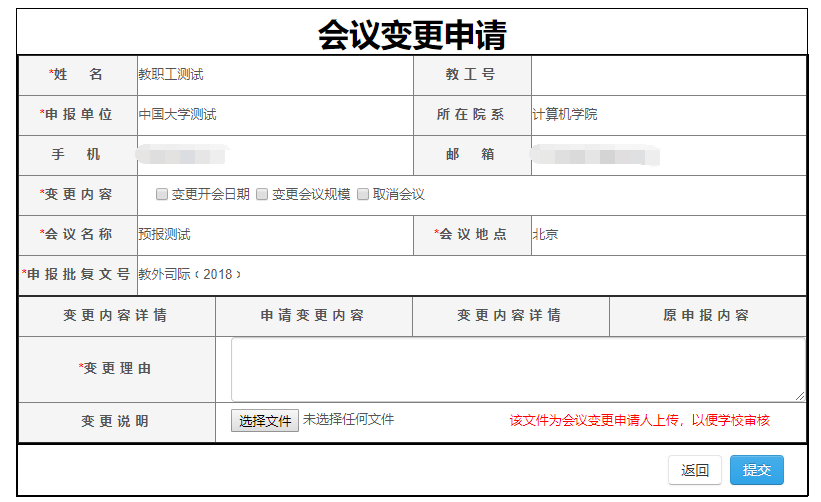 会议变更申请
*姓 名 教职工测试 教工号
*申报单位 中国大学测试 所在院系 计算机学院
手 机 邮 箱
*变更内容 变更开会日期 变更会议规模 取消会议
*会议名称 预报测试 *会议地点 北京
*申报批复文号 教外司际﹝2018﹞
变更内容详情 申请变更内容 变更内容详情 原申报内容
*变更理由
变更说明 选择文件 未选择任何文件 该文件为会议变更申请人上传，以便学校审核
返回 提交